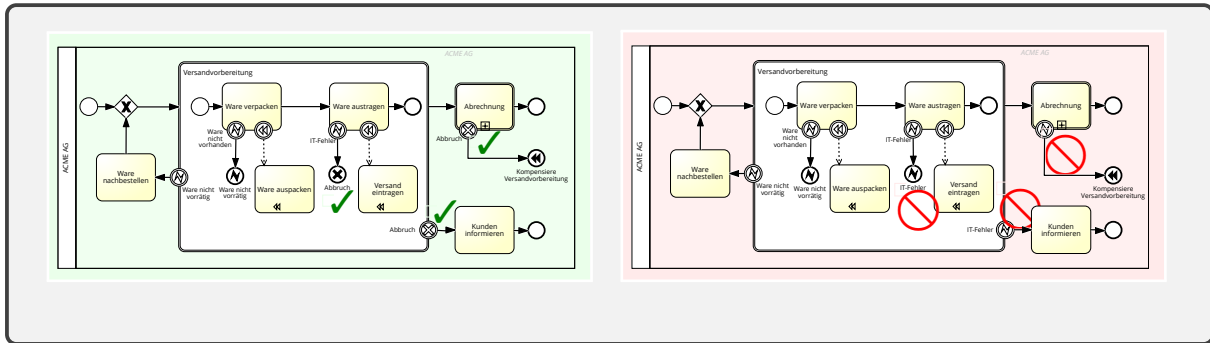 ACME AG
ACME AG
Versandvorbereitung
Ware verpacken
Ware austragen
Abrechnung
Ware
nicht
vorhanden
IT-Fehler
Abbruch
Ware
nachbestellen
Ware nicht
vorrätig
Ware nicht
vorrätig
Ware auspacken
Abbruch
Versand
eintragen
Kompensiere
Versandvorbereitung
Abbruch
Kunden
informieren
ACME AG
ACME AG
Versandvorbereitung
Ware verpacken
Ware austragen
Abrechnung
Ware
nicht
vorhanden
IT-Fehler
Ware
nachbestellen
Ware nicht
vorrätig
Ware nicht
vorrätig
Ware auspacken
IT-Fehler
Versand
eintragen
Kompensiere
Versandvorbereitung
IT-Fehler
Kunden
informieren